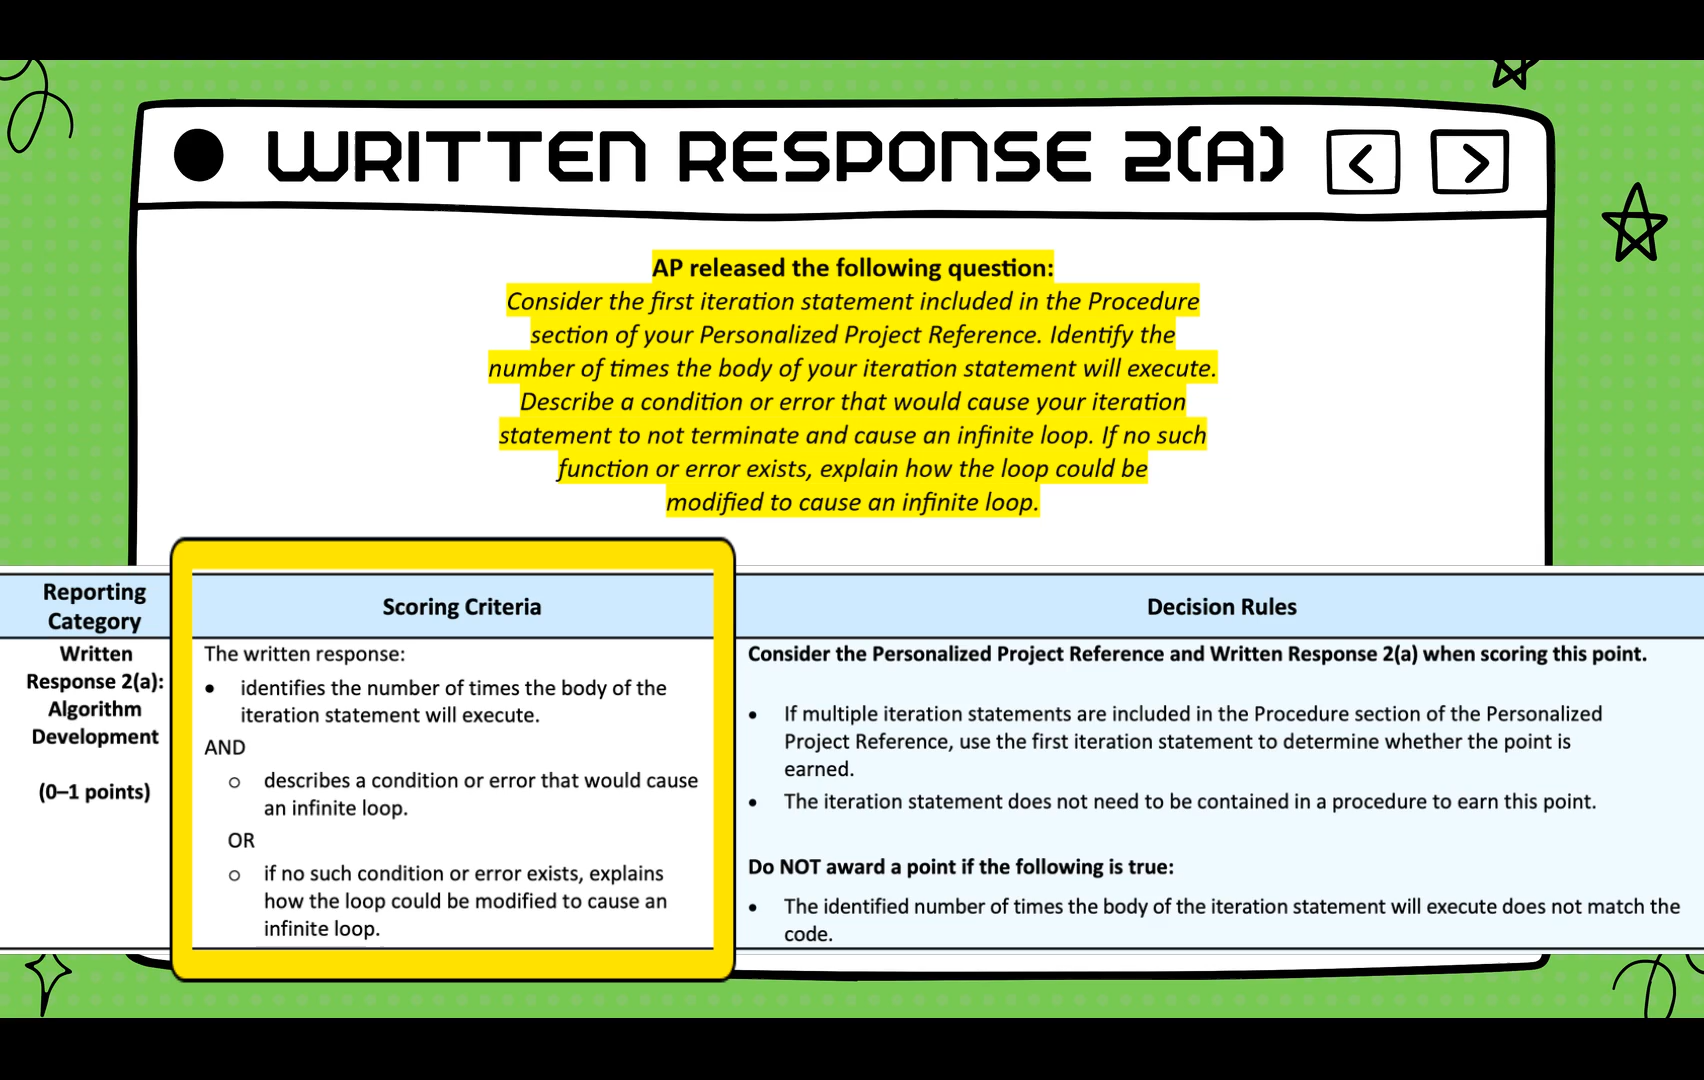 WRITTEN RESPONSE 2(A)
AP released the following question:
Consider the first iteration statement included in the Procedure
section of your Personalized Project Reference. Identify the
number of times the body of your iteration statement will execute.
Describe a condition or error that would cause your iteration
statement to not terminate and cause an infinite loop. If no such
function or error exists, explain how the loop could be
modified to cause an infinite loop.
Reporting
Category
Scoring Criteria
Decision Rules
Written
Response 2(a):
Algorithm
Development
(0–1 points)
The written response:
• identifies the number of times the body of the
iteration statement will execute.
AND
o describes a condition or error that would cause
an infinite loop.
OR
o if no such condition or error exists, explains
how the loop could be modified to cause an
infinite loop.
Consider the Personalized Project Reference and Written Response 2(a) when scoring this point.
• If multiple iteration statements are included in the Procedure section of the Personalized
Project Reference, use the first iteration statement to determine whether the point is
earned.
• The iteration statement does not need to be contained in a procedure to earn this point.
Do NOT award a point if the following is true:
• The identified number of times the body of the iteration statement will execute does not match the
code.